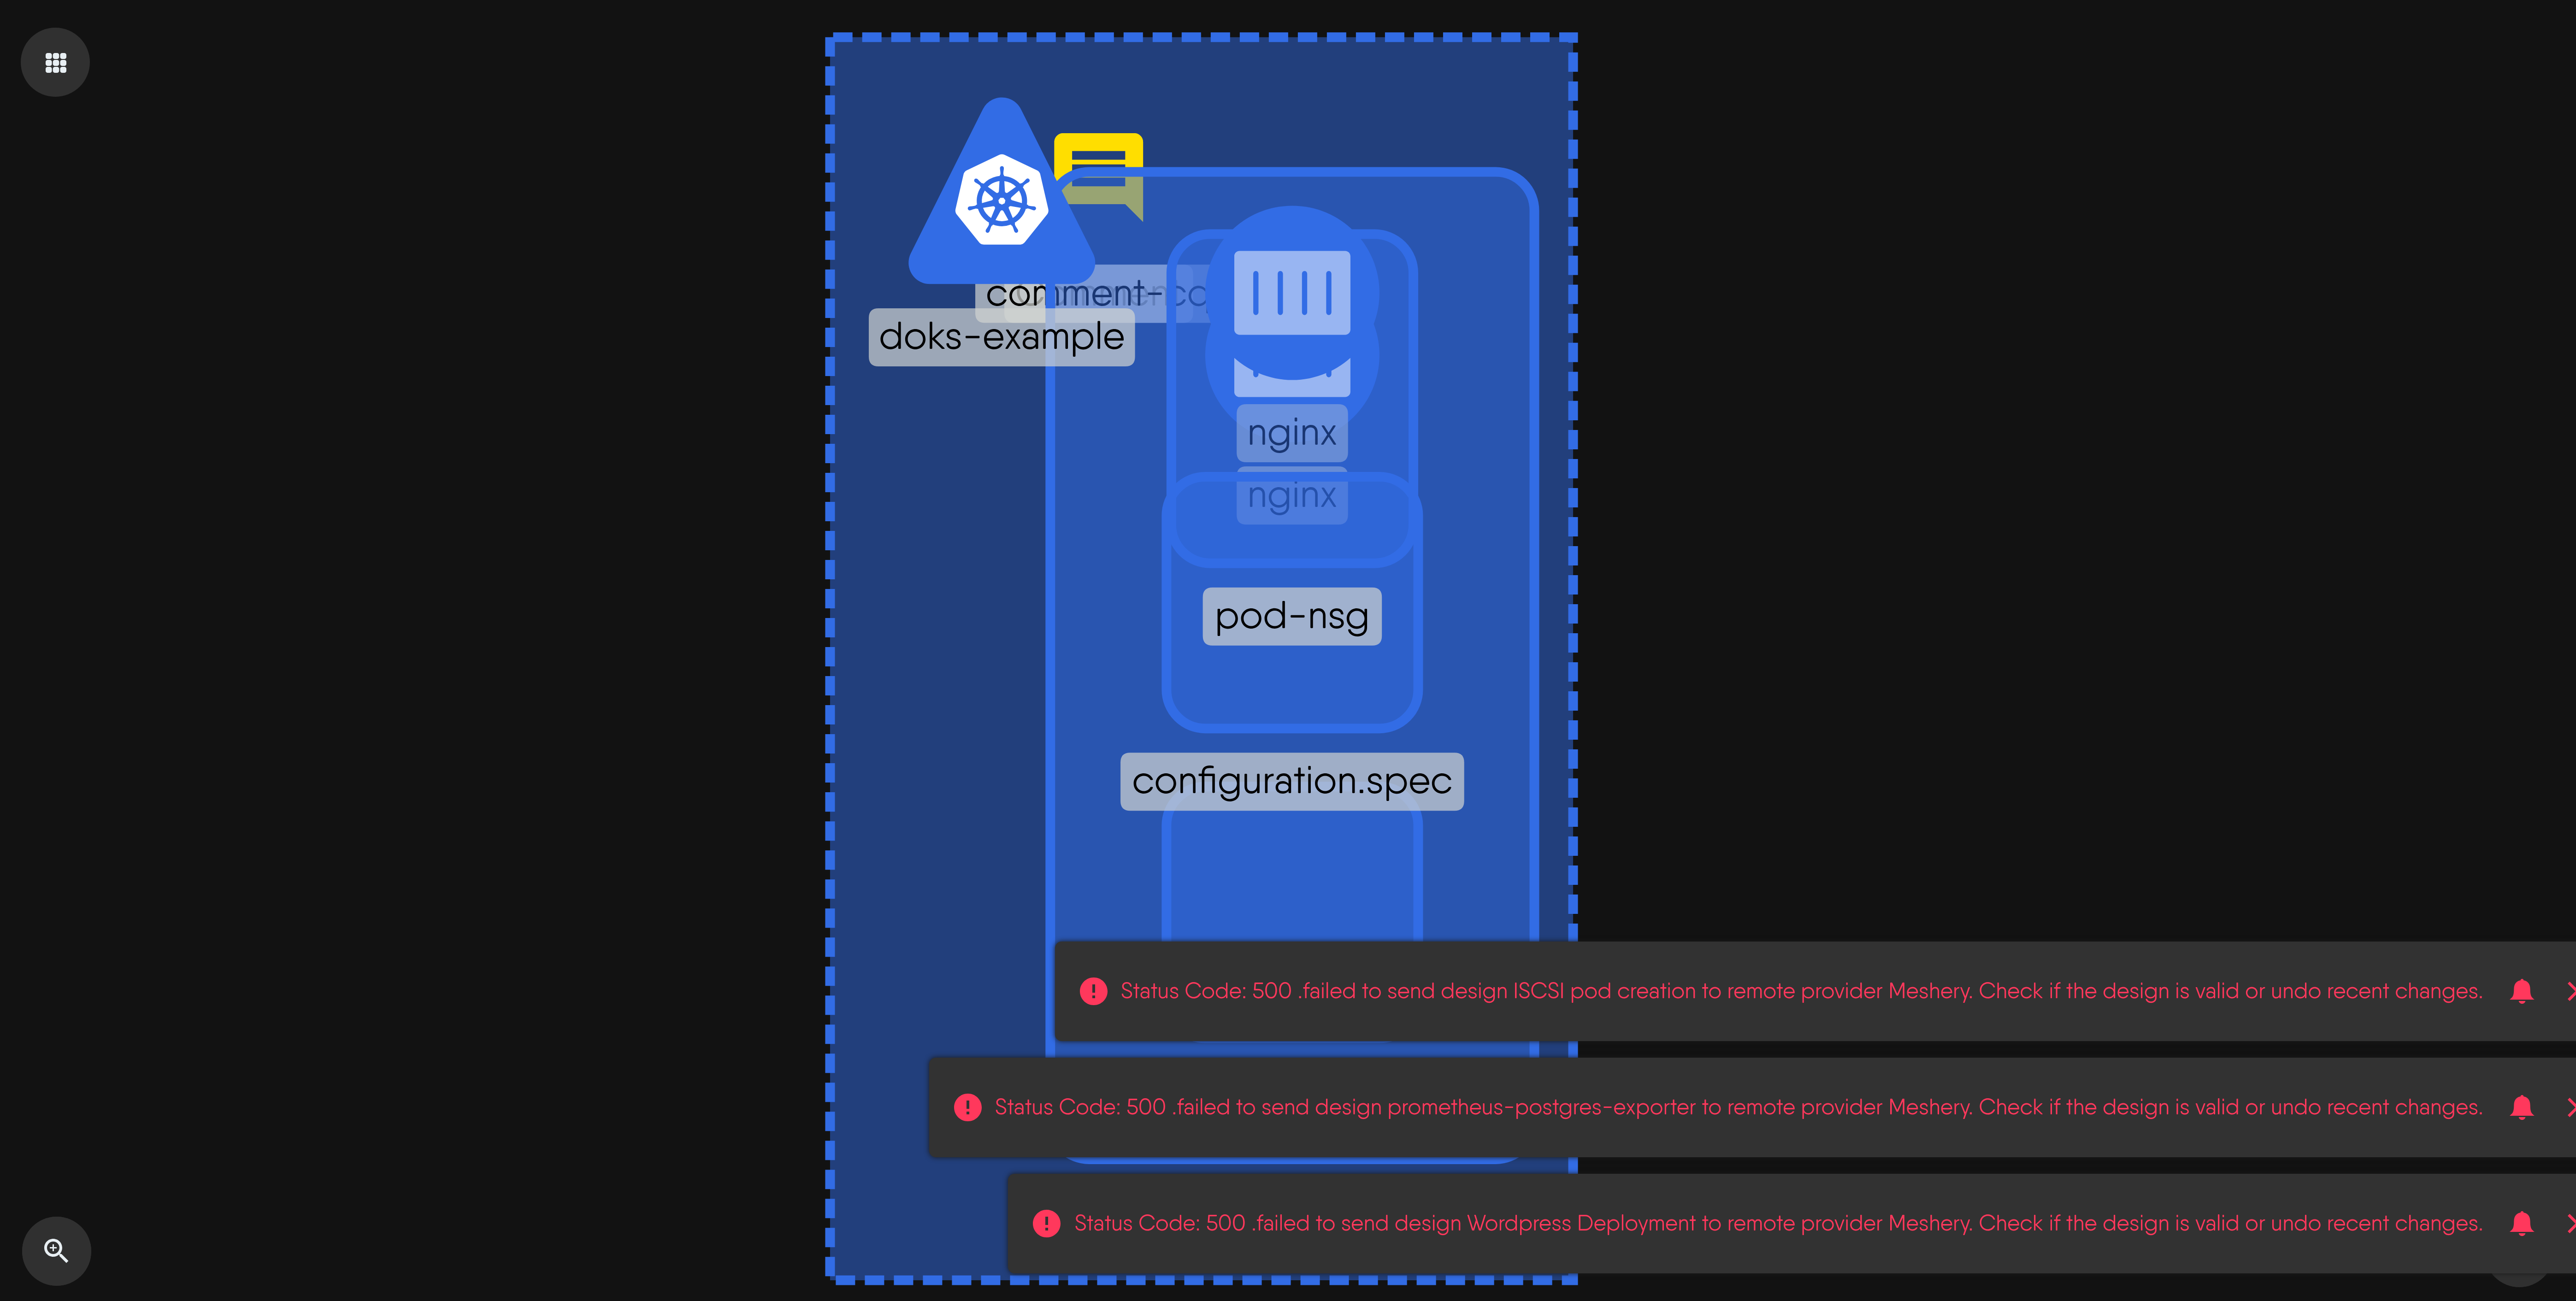 comment-co
doks-example
nginx
nginx
pod-nsg
configuration.spec
Status Code: 500 .failed to send design ISCSI pod creation to remote provider Meshery. Check if the design is valid or undo recent changes.
Status Code: 500 .failed to send design prometheus-postgres-exporter to remote provider Meshery. Check if the design is valid or undo recent changes.
Status Code: 500 .failed to send design Wordpress Deployment to remote provider Meshery. Check if the design is valid or undo recent changes.